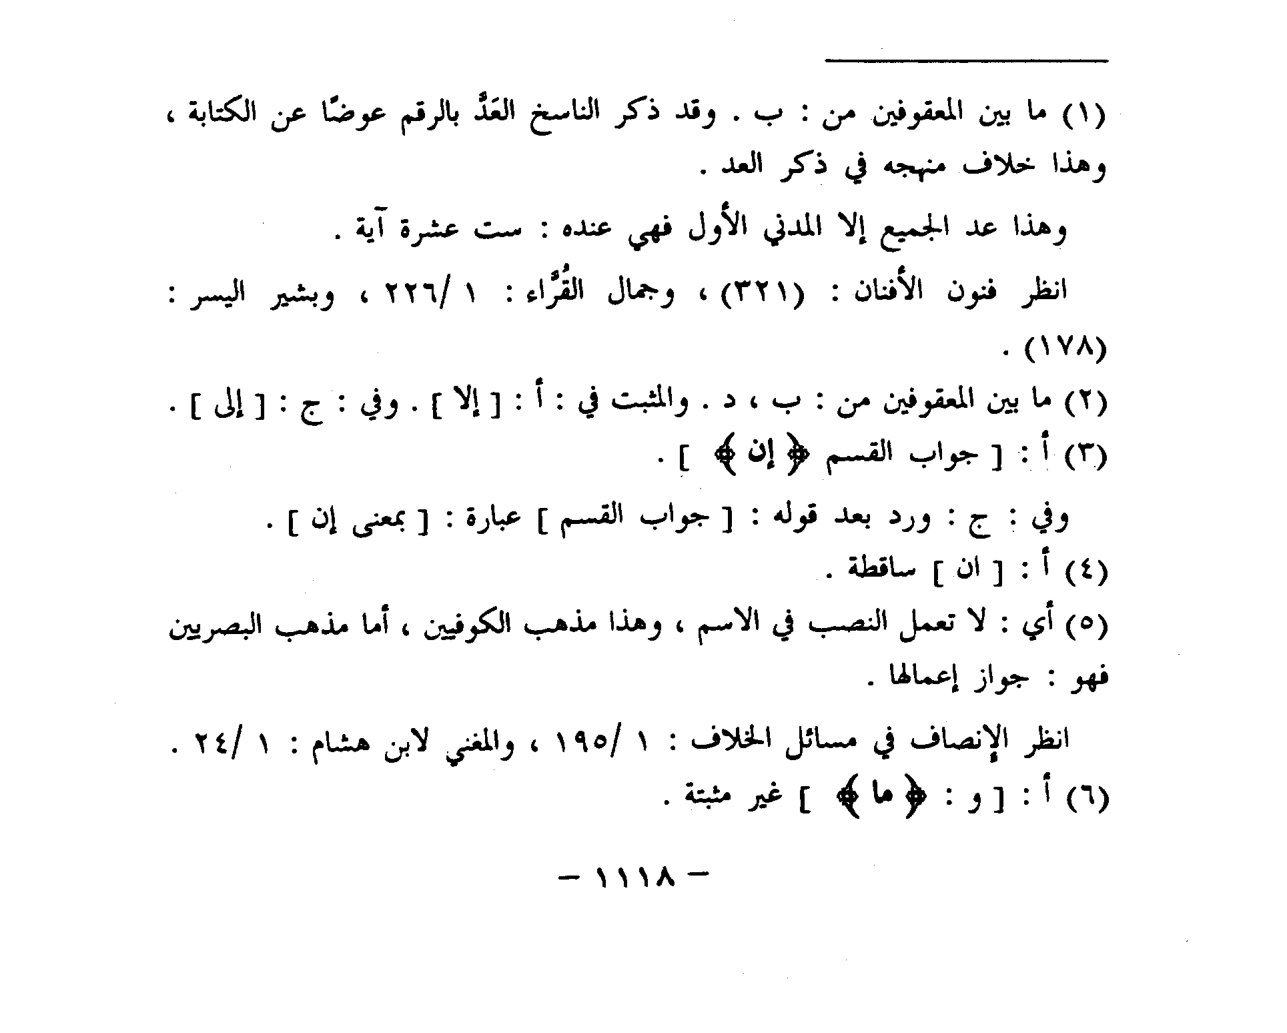 (١) ما بين المعقوفين من : ب . وقد ذكر الناسخ العَدَّ بالرقم عوضًا عن الكتابة ،
وهذا خلاف منهجه في ذكر العد .
وهذا عد الجميع إلا المدني الأول فهي عنده : ست عشرة آية .
انظر فنون الأفنان : (٣٢١) ، وجمال القُرَّاء : ١ /٢٢٦ ، وبشير اليسر :
(١٧٨) .
(٢) ما بين المعقوفين من : ب ، د . والمثبت في : أ : [ إلا ] . وفي : ج : [ إلى ] .
(٣) أ : [ جواب القسم ﴿ إن ﴾ ] .
وفي : ج : ورد بعد قوله : [ جواب القسم ] عبارة : [ بمعنى إن ] .
(٤) أ : [ ان ] ساقطة .
(٥) أي : لا تعمل النصب في الاسم ، وهذا مذهب الكوفيين ، أما مذهب البصريين
فهو : جواز إعمالها .
انظر الإنصاف في مسائل الخلاف : ١ /١٩٥ ، والمغني لابن هشام : ١ /٢٤ .
(٦) أ : [ و : ﴿ ما ﴾ ] غير مثبتة .
– ١١١٨ –